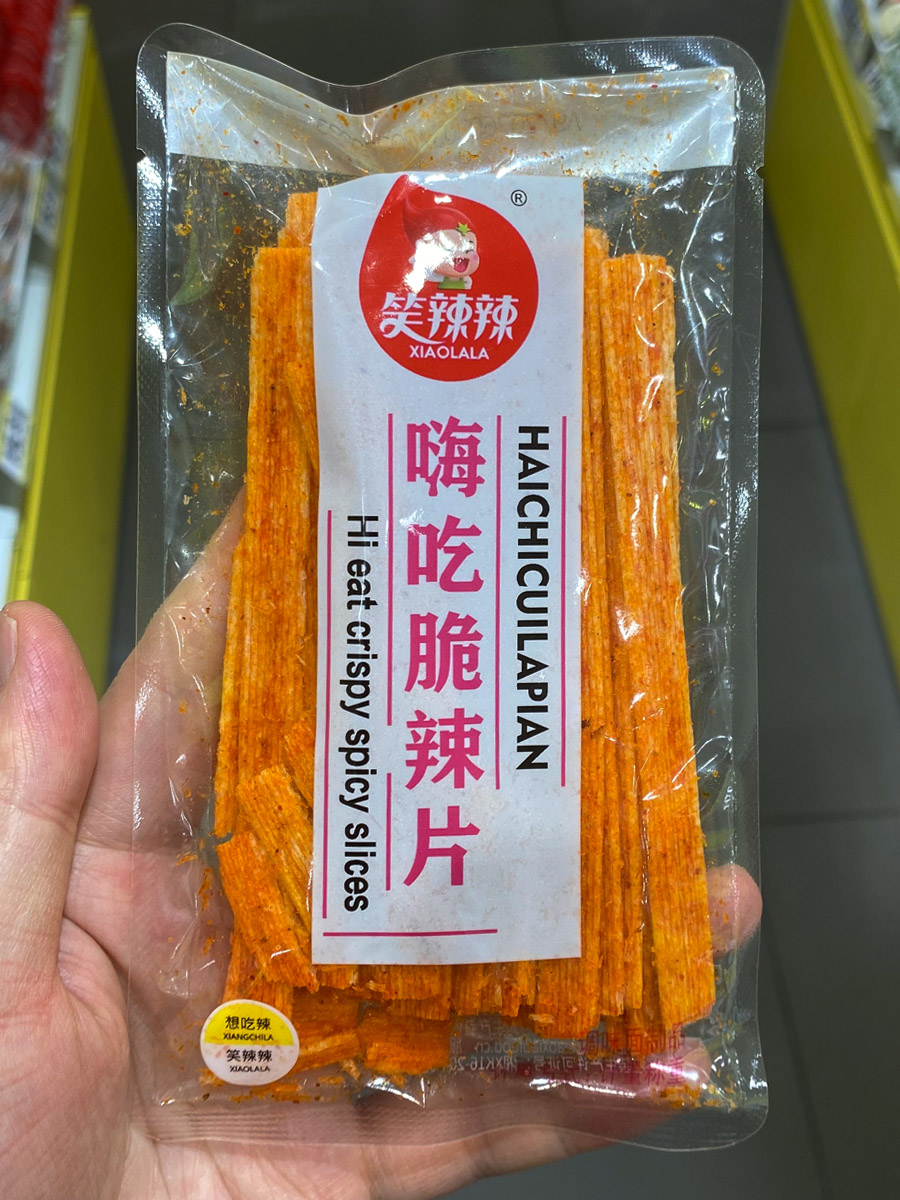 ®
笑辣辣
XIAOLALA
HAICHICUILAPIAN
嗨吃脆辣片
Hi eat crispy spicy slices
想吃辣
XIANGCHILA
笑辣辣
XIAOLALA